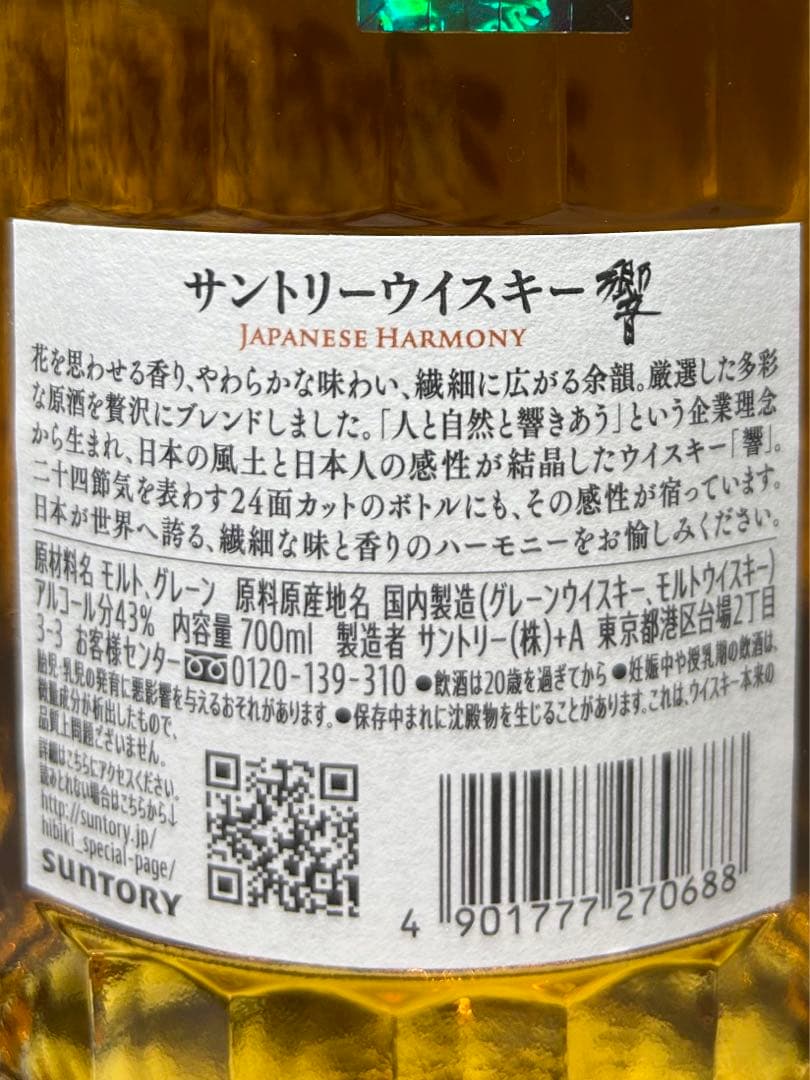 サントリーウイスキー 響
JAPANESE HARMONY
花を思わせる香り、やわらかな味わい、繊細に広がる余韻。厳選した多彩
な原酒を贅沢にブレンドしました。「人と自然と響きあう」という企業理念
から生まれ、日本の風土と日本人の感性が結晶したウイスキー「響」。
二十四節気を表わす24面カットのボトルにも、その感性が宿っています。
日本が世界へ誇る、繊細な味と香りのハーモニーをお愉しみください。
原材料名 モルト、グレーン 原料原産地名 国内製造(グレーンウイスキー、モルトウイスキー)
アルコール分43% 内容量 700ml 製造者 サントリー(株)+A 東京都港区台場2丁目
3-3 お客様センター 0120-139-310 ●飲酒は20歳を過ぎてから ●妊娠中や授乳期の飲酒は、
胎児・乳児の発育に悪影響を与えるおそれがあります。●保存中まれに沈殿物を生じることがあります。これは、ウイスキー本来の
微量成分が析出したもので、
品質上問題ございません。
詳細はこちらにアクセスください。
読みとれない場合はこちらから↓
http://suntory.jp/
hibiki_special-page/
SUNTORY
4 901777 270688